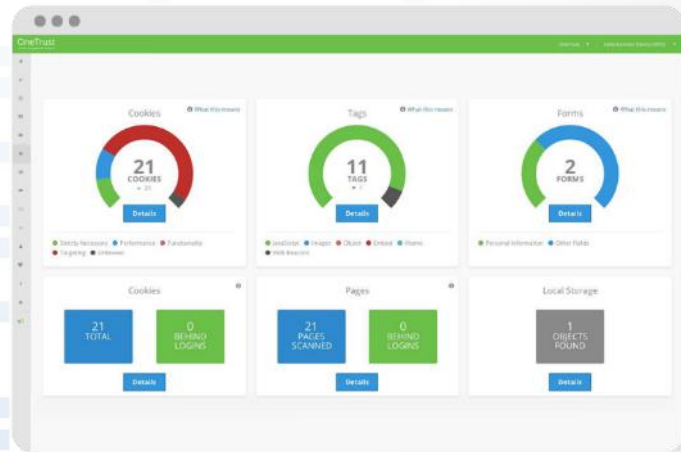 OneTrust
Cookies
What this means
21
COOKIES
Details
Strictly Necessary Performance Functionality
Targeting Unknown
Tags
What this means
11
TAGS
Details
JavaScript Images Object Embed Iframe
Web Beacons
Forms
What this means
2
FORMS
Details
Personal Information Other Fields
Cookies
21
TOTAL
0
BEHIND
LOGINS
Details
Pages
21
PAGES
SCANNED
0
BEHIND
LOGINS
Details
Local Storage
1
OBJECTS
FOUND
Details